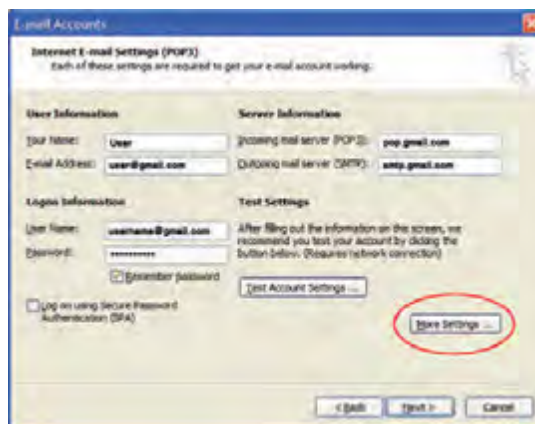 E-mail Accounts
Internet E-mail Settings (POP3)
Each of these settings are required to get your e-mail account working.
User Information
Your Name: User
E-mail Address: user@gmail.com
Server Information
Incoming mail server (POP3): pop.gmail.com
Outgoing mail server (SMTP): smtp.gmail.com
Logon Information
User Name: username@gmail.com
Password: **********
Remember password
Log on using Secure Password
Authentication (SPA)
Test Settings
After filling out the information on this screen, we
recommend you test your account by clicking the
button below. (Requires network connection)
Test Account Settings ...
More Settings ...
< Back
Next >
Cancel